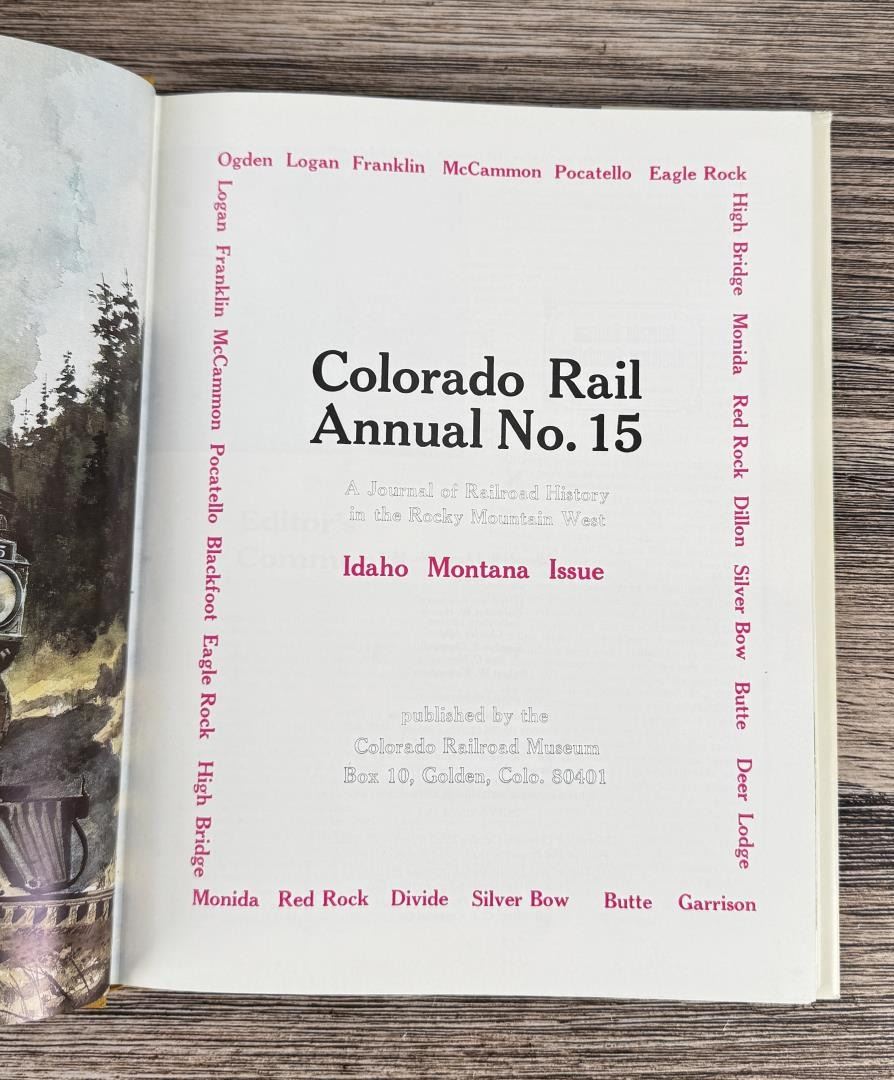 Ogden Logan Franklin McCammon Pocatello Eagle Rock
Logan Franklin McCammon Pocatello Blackfoot Eagle Rock High Bridge
High Bridge Monida Red Rock Dillon Silver Bow Butte Deer Lodge
Colorado Rail
Annual No. 15
A Journal of Railroad History
in the Rocky Mountain West
Idaho Montana Issue
published by the
Colorado Railroad Museum
Box 10, Golden, Colo. 80401
Monida Red Rock Divide Silver Bow Butte Garrison